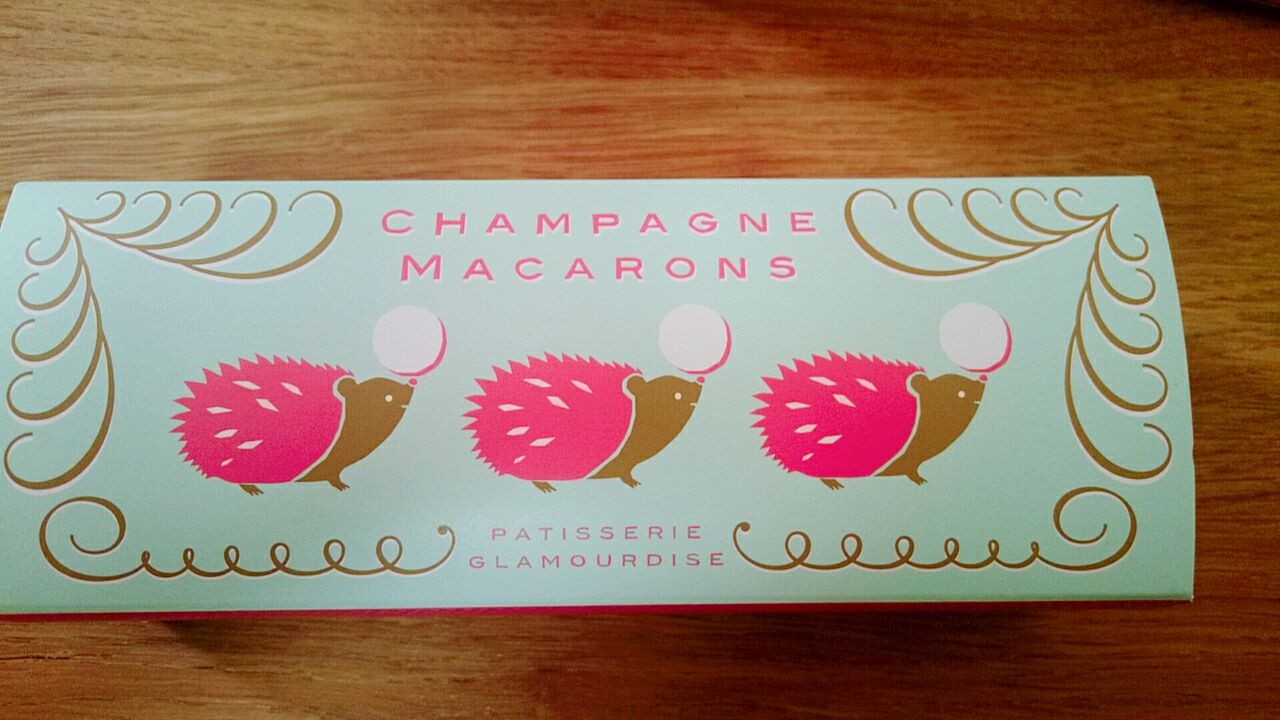 CHAMPAGNE
MACARONS
PATISSERIE
GLAMOURDISE